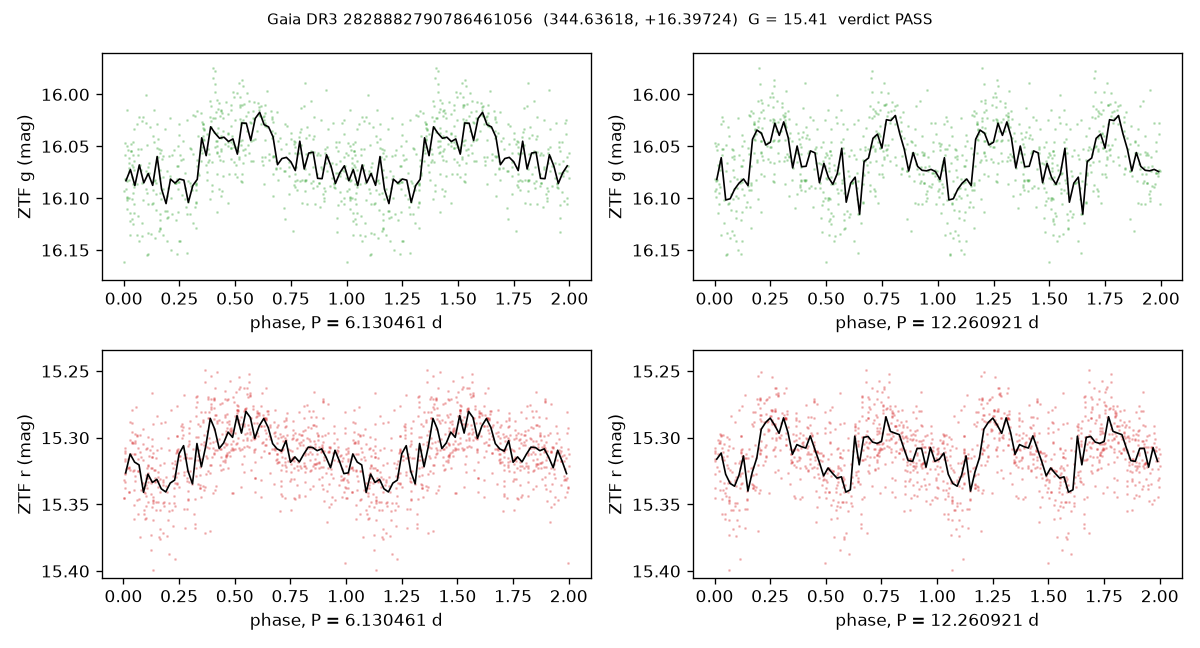 Gaia DR3 2828882790786461056  (344.63618, +16.39724)  G = 15.41  verdict PASS
ZTF g (mag)
16.00
16.05
16.10
16.15
0.00 0.25 0.50 0.75 1.00 1.25 1.50 1.75 2.00
phase, P = 6.130461 d
ZTF g (mag)
16.00
16.05
16.10
16.15
0.00 0.25 0.50 0.75 1.00 1.25 1.50 1.75 2.00
phase, P = 12.260921 d
ZTF r (mag)
15.25
15.30
15.35
15.40
0.00 0.25 0.50 0.75 1.00 1.25 1.50 1.75 2.00
phase, P = 6.130461 d
ZTF r (mag)
15.25
15.30
15.35
15.40
0.00 0.25 0.50 0.75 1.00 1.25 1.50 1.75 2.00
phase, P = 12.260921 d